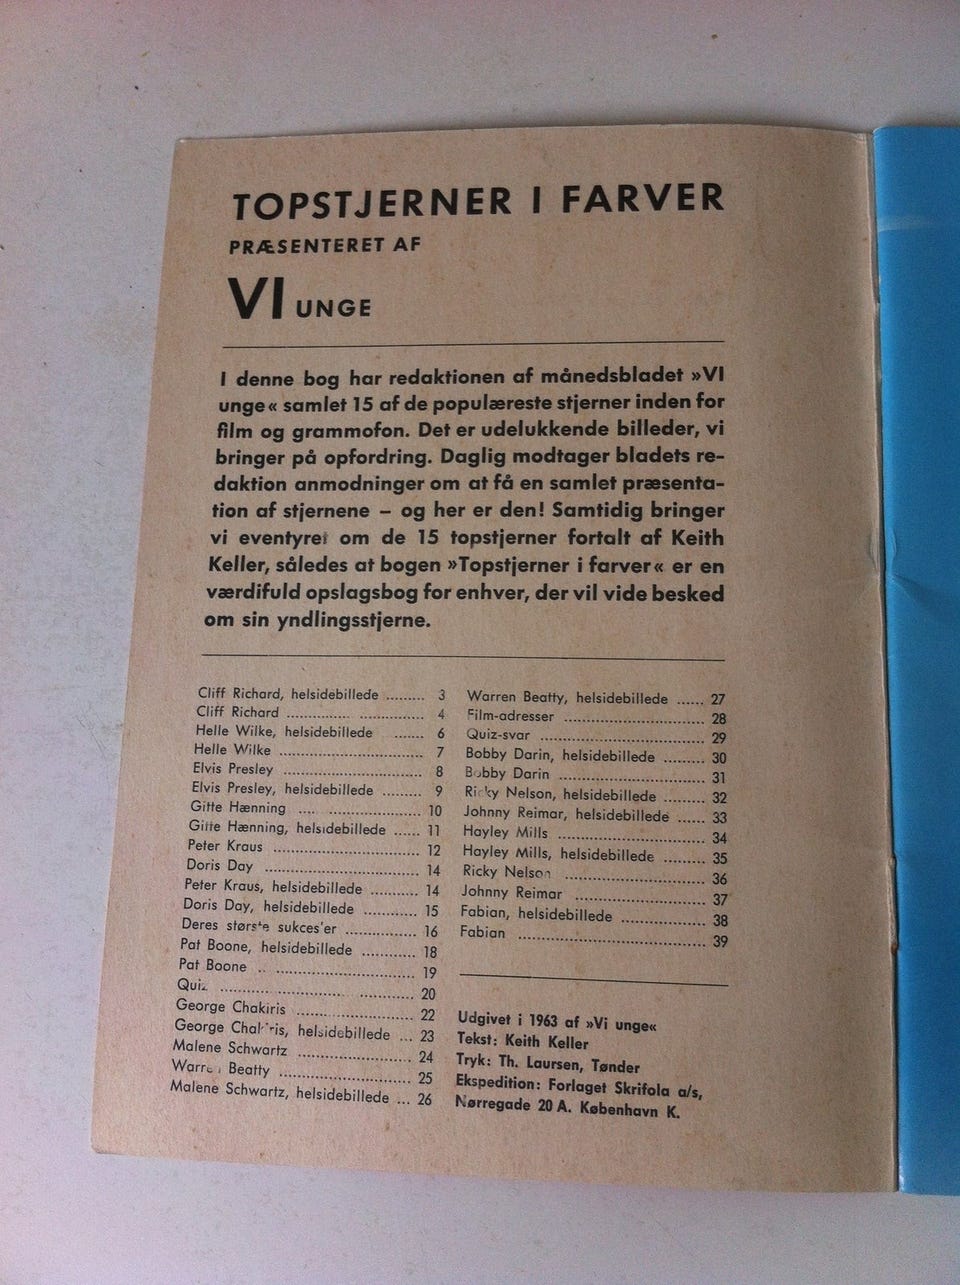 TOPSTJERNER I FARVER
PRÆSENTERET AF
VI UNGE
I denne bog har redaktionen af månedsbladet »VI
unge« samlet 15 af de populæreste stjerner inden for
film og grammofon. Det er udelukkende billeder, vi
bringer på opfordring. Daglig modtager bladets re-
daktion anmodninger om at få en samlet præsenta-
tion af stjernene – og her er den! Samtidig bringer
vi eventyret om de 15 topstjerner fortalt af Keith
Keller, således at bogen »Topstjerner i farver« er en
værdifuld opslagsbog for enhver, der vil vide besked
om sin yndlingsstjerne.
Cliff Richard, helsidebillede ......... 3
Cliff Richard .............. .............. 4
Helle Wilke, helsidebillede ....... 6
Helle Wilke ................................ 7
Elvis Presley ............................... 8
Elvis Presley, helsidebillede ......... 9
Gitte Hænning .... ..................... 10
Gitte Hænning, helsidebillede ...... 11
Peter Kraus ................................ 12
Doris Day .................................. 14
Peter Kraus, helsidebillede ........... 14
Doris Day, helsidebillede ............ 15
Deres største sukces'er ................ 16
Pat Boone, helsidebillede ............ 18
Pat Boone .. ............................... 19
Quiz ............................ ............ 20
George Chakiris .......................... 22
George Chakiris, helsidebillede ... 23
Malene Schwartz ......................... 24
Warren Beatty ............................. 25
Malene Schwartz, helsidebillede ... 26
Warren Beatty, helsidebillede ...... 27
Film-adresser ................................ 28
Quiz-svar ..................................... 29
Bobby Darin, helsidebillede ......... 30
Bobby Darin ................................ 31
Ricky Nelson, helsidebillede ......... 32
Johnny Reimar, helsidebillede ...... 33
Hayley Mills ................................ 34
Hayley Mills, helsidebillede ......... 35
Ricky Nelson ............................... 36
Johnny Reimar ............................. 37
Fabian, helsidebillede .................. 38
Fabian ......................................... 39
Udgivet i 1963 af »Vi unge«
Tekst: Keith Keller
Tryk: Th. Laursen, Tønder
Ekspedition: Forlaget Skrifola a/s,
Nørregade 20 A. København K.